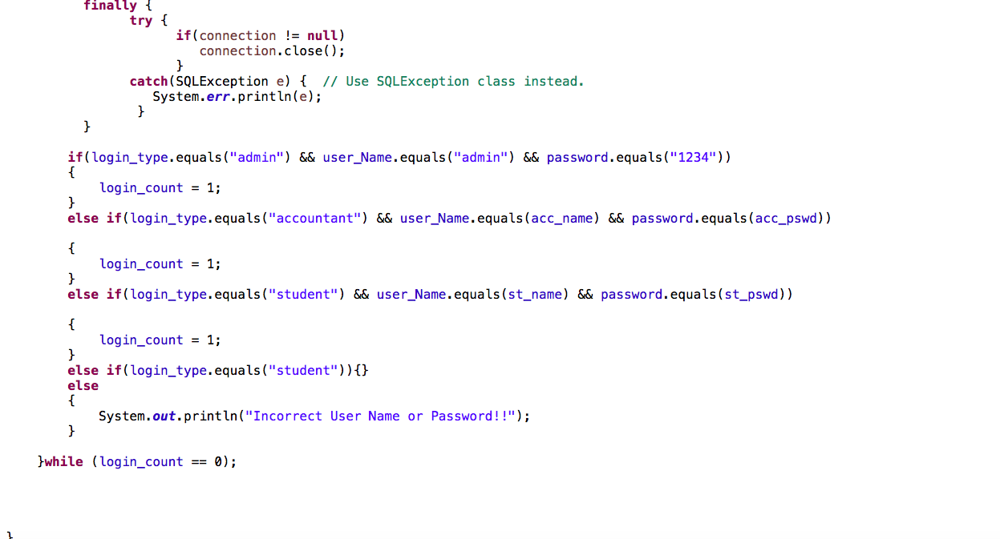 finally {
try {
if(connection != null)
connection.close();
}
catch(SQLException e) {  // Use SQLException class instead.
System.err.println(e);
}
}
if(login_type.equals("admin") && user_Name.equals("admin") && password.equals("1234"))
{
login_count = 1;
}
else if(login_type.equals("accountant") && user_Name.equals(acc_name) && password.equals(acc_pswd))
{
login_count = 1;
}
else if(login_type.equals("student") && user_Name.equals(st_name) && password.equals(st_pswd))
{
login_count = 1;
}
else if(login_type.equals("student")){}
else
{
System.out.println("Incorrect User Name or Password!!");
}
}while (login_count == 0);
}